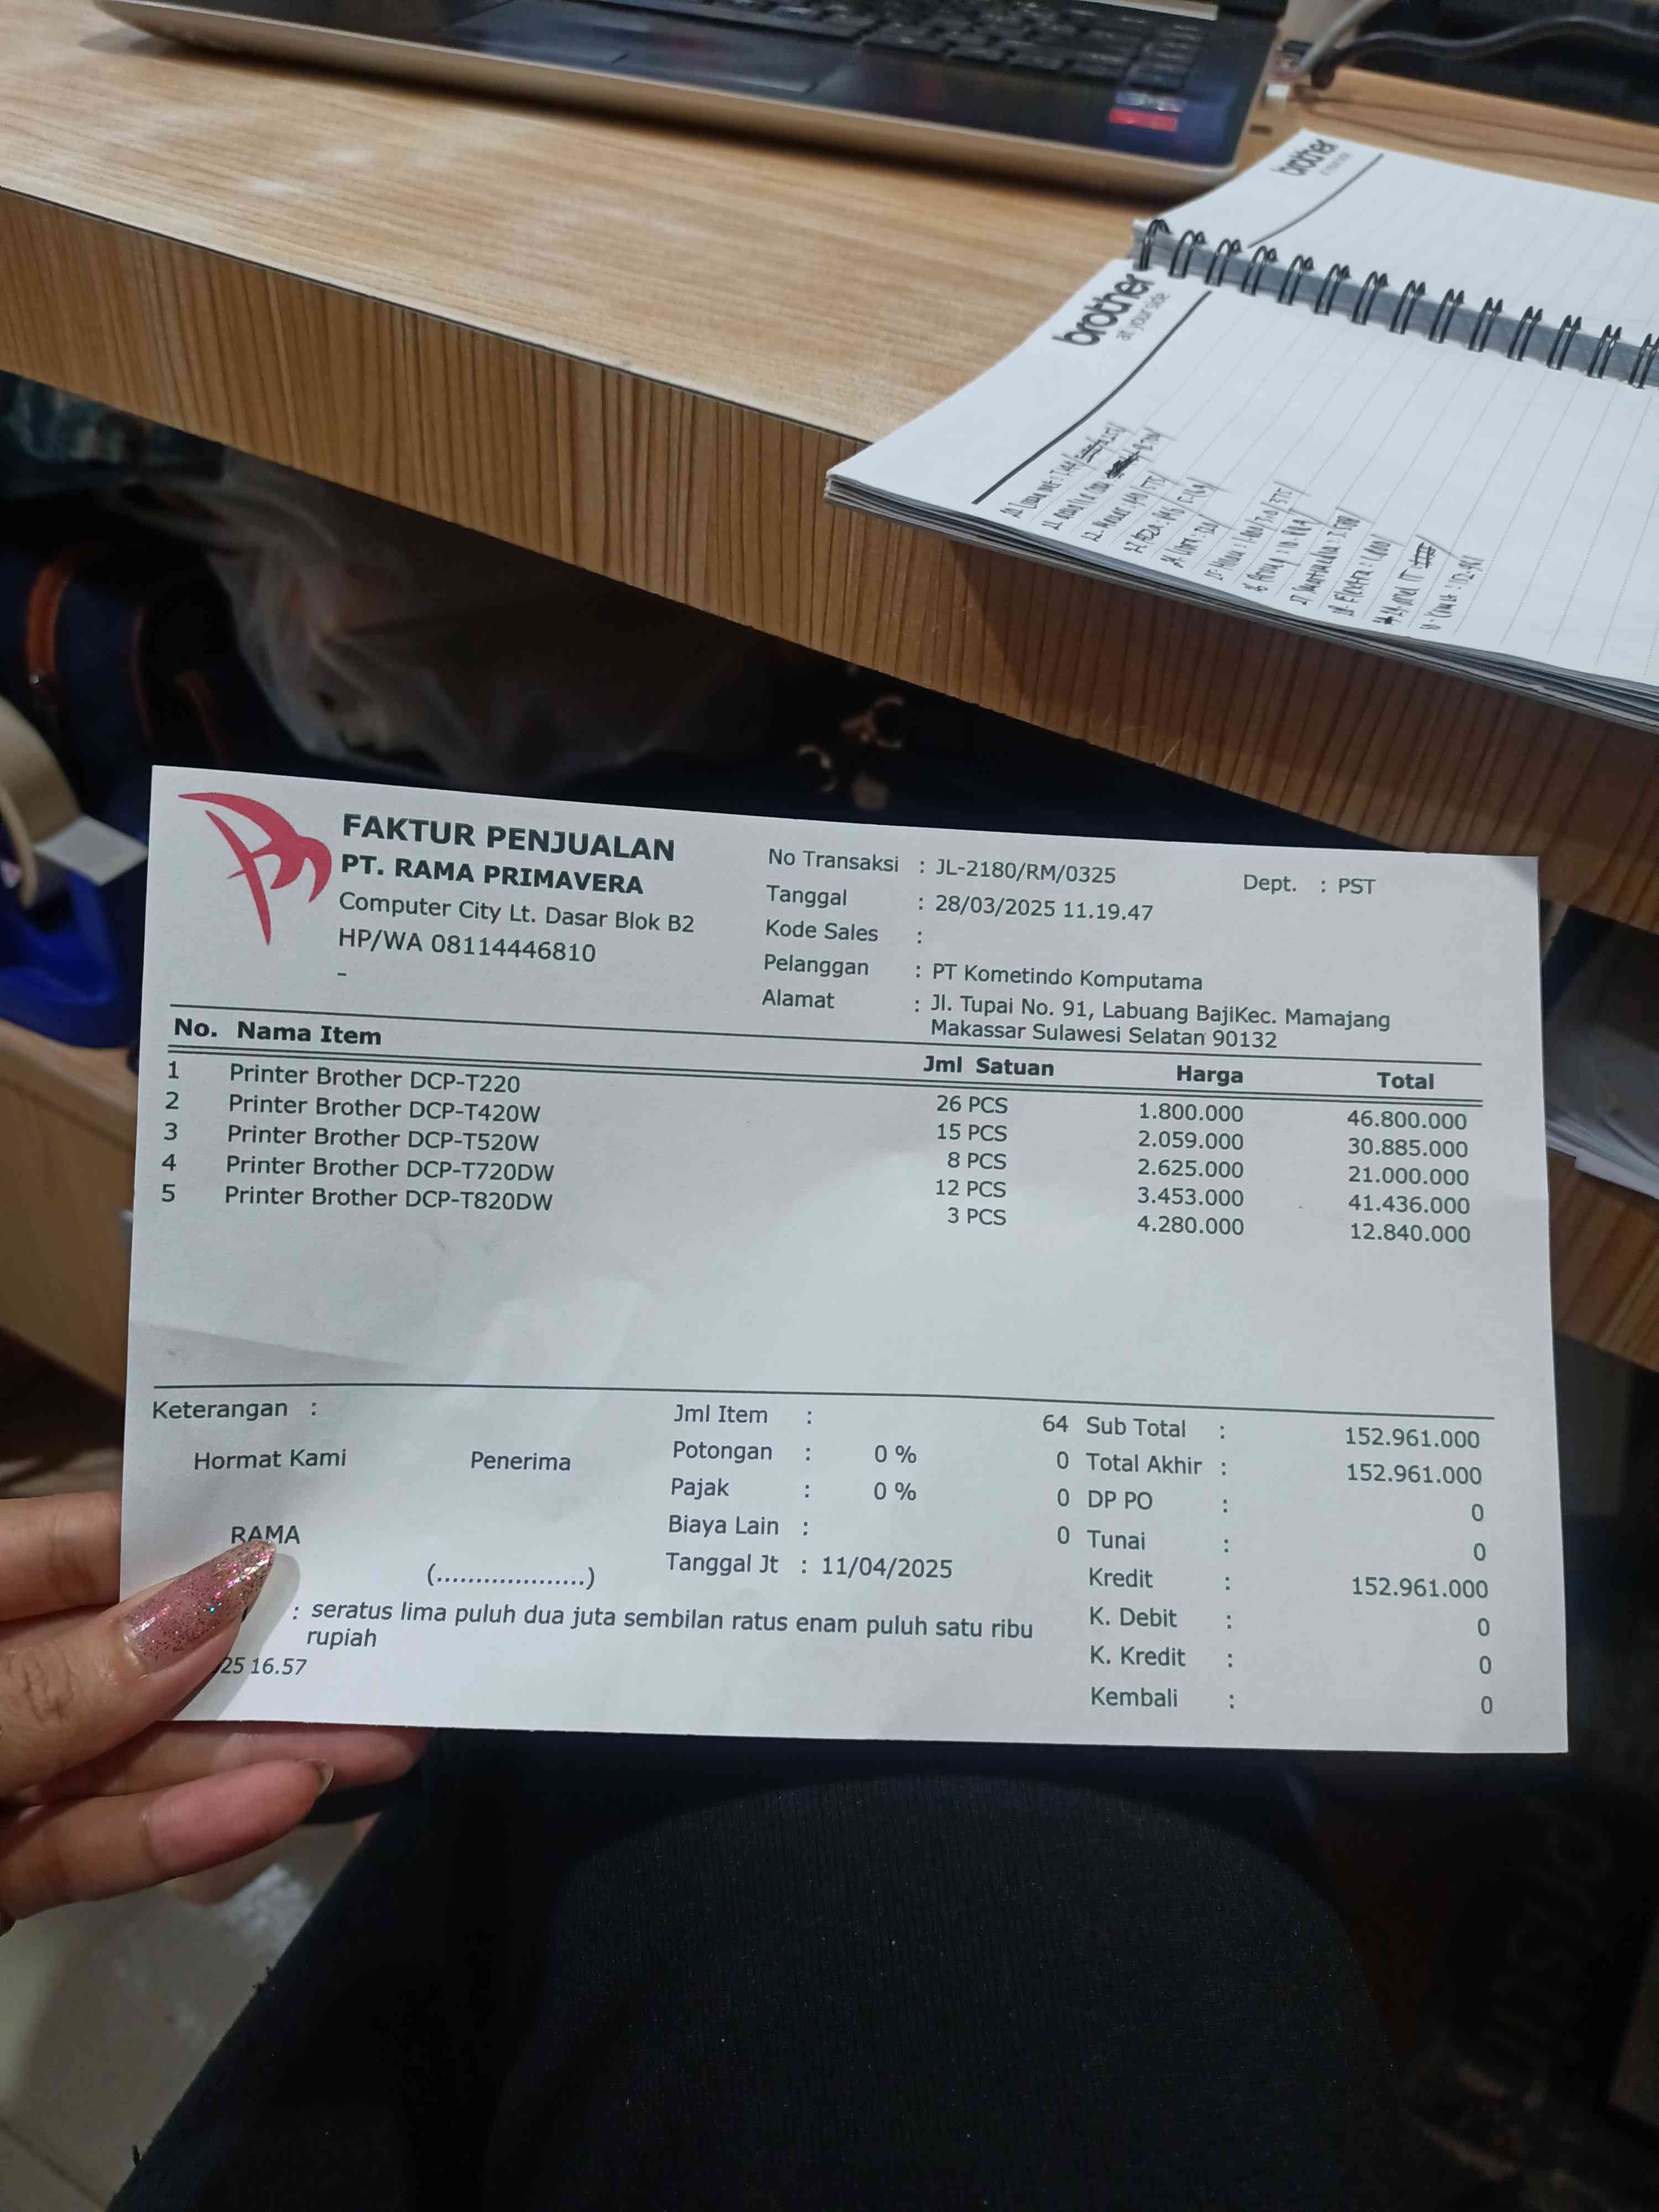 brother
brother
at your side
FAKTUR PENJUALAN
PT. RAMA PRIMAVERA
Computer City Lt. Dasar Blok B2
HP/WA 08114446810
-
No Transaksi : JL-2180/RM/0325
Dept. : PST
Tanggal : 28/03/2025 11.19.47
Kode Sales :
Pelanggan : PT Kometindo Komputama
Alamat : Jl. Tupai No. 91, Labuang BajiKec. Mamajang
Makassar Sulawesi Selatan 90132
No. Nama Item Jml Satuan Harga Total
1 Printer Brother DCP-T220 26 PCS 1.800.000 46.800.000
2 Printer Brother DCP-T420W 15 PCS 2.059.000 30.885.000
3 Printer Brother DCP-T520W 8 PCS 2.625.000 21.000.000
4 Printer Brother DCP-T720DW 12 PCS 3.453.000 41.436.000
5 Printer Brother DCP-T820DW 3 PCS 4.280.000 12.840.000
Keterangan :
Hormat Kami Penerima
RAMA
(...................)
Jml Item : 64
Potongan : 0 % 0
Pajak : 0 % 0
Biaya Lain : 0
Tanggal Jt : 11/04/2025
Sub Total : 152.961.000
Total Akhir : 152.961.000
DP PO : 0
Tunai : 0
Kredit : 152.961.000
K. Debit : 0
K. Kredit : 0
Kembali : 0
: seratus lima puluh dua juta sembilan ratus enam puluh satu ribu
rupiah
25 16.57